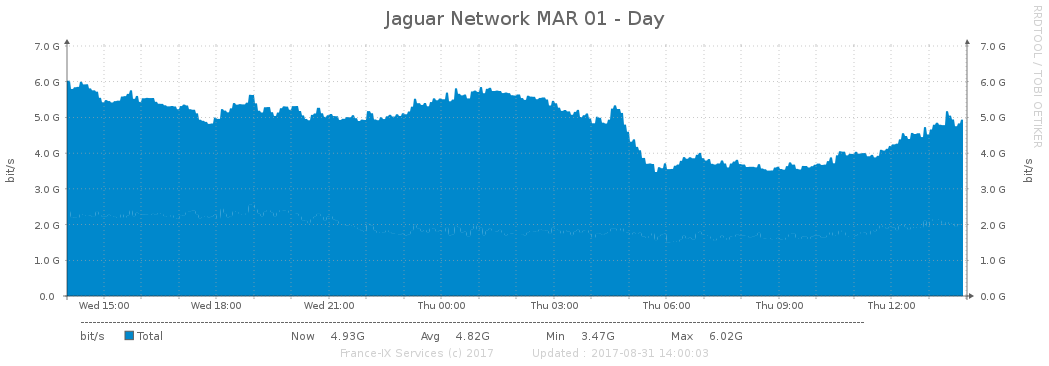 Jaguar Network MAR 01 - Day
RRDTOOL / TOBI OETIKER
7.0 G 7.0 G
6.0 G 6.0 G
5.0 G 5.0 G
4.0 G 4.0 G
3.0 G 3.0 G
2.0 G 2.0 G
1.0 G 1.0 G
0.0 0.0 G
bit/s bit/s
Wed 15:00 Wed 18:00 Wed 21:00 Thu 00:00 Thu 03:00 Thu 06:00 Thu 09:00 Thu 12:00
bit/s Total Now 4.93G Avg 4.82G Min 3.47G Max 6.02G
France-IX Services (c) 2017 Updated : 2017-08-31 14:00:03